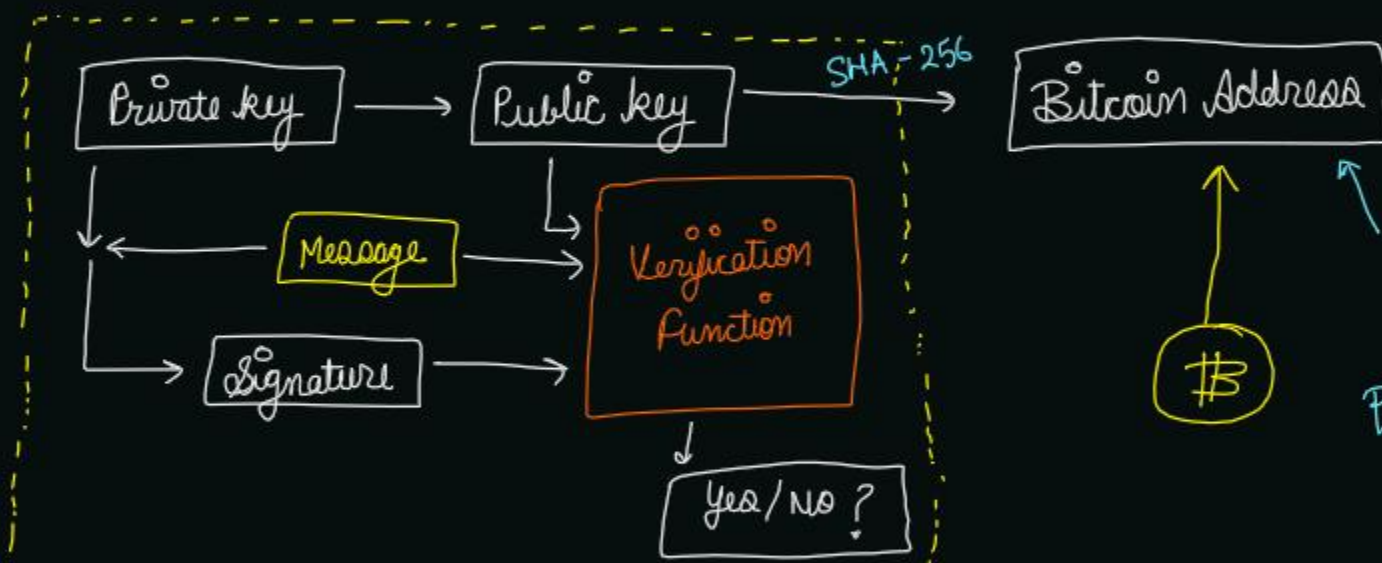 Private key
Public key
SHA-256
Bitcoin Address
Message
Verification
Function
Signature
₿
Yes/No?